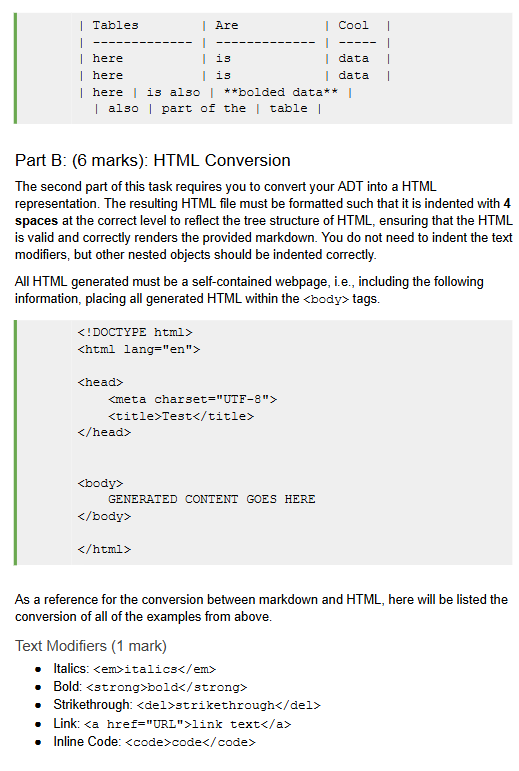 | Tables | Are | Cool |
| ------------- | ------------- | ----- |
| here | is | data |
| here | is | data |
| here | is also | **bolded data** |
| also | part of the | table |
Part B: (6 marks): HTML Conversion
The second part of this task requires you to convert your ADT into a HTML
representation. The resulting HTML file must be formatted such that it is indented with 4
spaces at the correct level to reflect the tree structure of HTML, ensuring that the HTML
is valid and correctly renders the provided markdown. You do not need to indent the text
modifiers, but other nested objects should be indented correctly.
All HTML generated must be a self-contained webpage, i.e., including the following
information, placing all generated HTML within the <body> tags.
<!DOCTYPE html>
<html lang="en">
<head>
<meta charset="UTF-8">
<title>Test</title>
</head>
<body>
GENERATED CONTENT GOES HERE
</body>
</html>
As a reference for the conversion between markdown and HTML, here will be listed the
conversion of all of the examples from above.
Text Modifiers (1 mark)
● Italics: <em>italics</em>
● Bold: <strong>bold</strong>
● Strikethrough: <del>strikethrough</del>
● Link: <a href="URL">link text</a>
● Inline Code: <code>code</code>